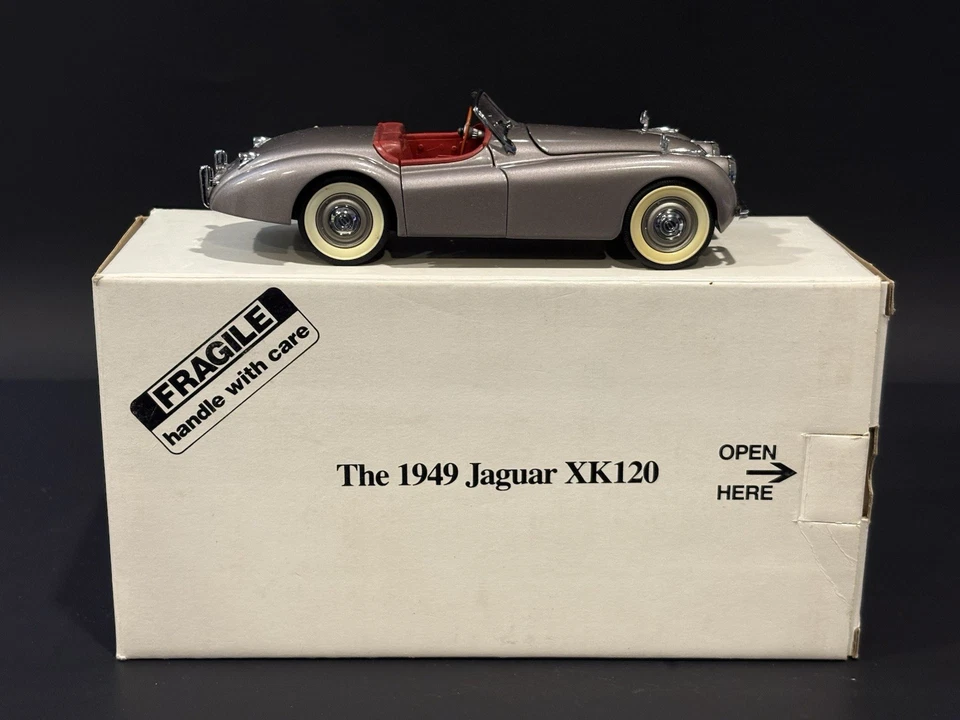 FRAGILE
handle with care
The 1949 Jaguar XK120
OPEN
HERE